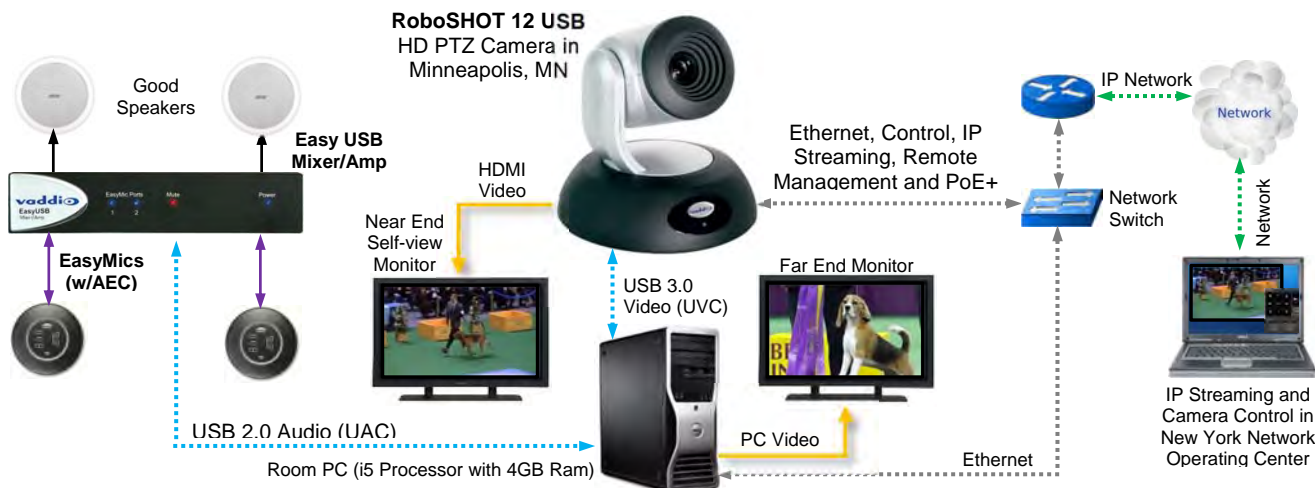 RoboSHOT 12 USB
HD PTZ Camera in
Minneapolis, MN
Good
Speakers
Easy USB
Mixer/Amp
vaddio
EasyUSB
Mixer/Amp
EasyMic Ports
1 2
Mute
Power
EasyMics
(w/AEC)
HDMI
Video
Near End
Self-view
Monitor
USB 3.0
Video (UVC)
Far End Monitor
Ethernet, Control, IP
Streaming, Remote
Management and PoE+
IP Network
Network
Network
Switch
Network
IP Streaming and
Camera Control in
New York Network
Operating Center
USB 2.0 Audio (UAC)
PC Video
Room PC (i5 Processor with 4GB Ram)
Ethernet